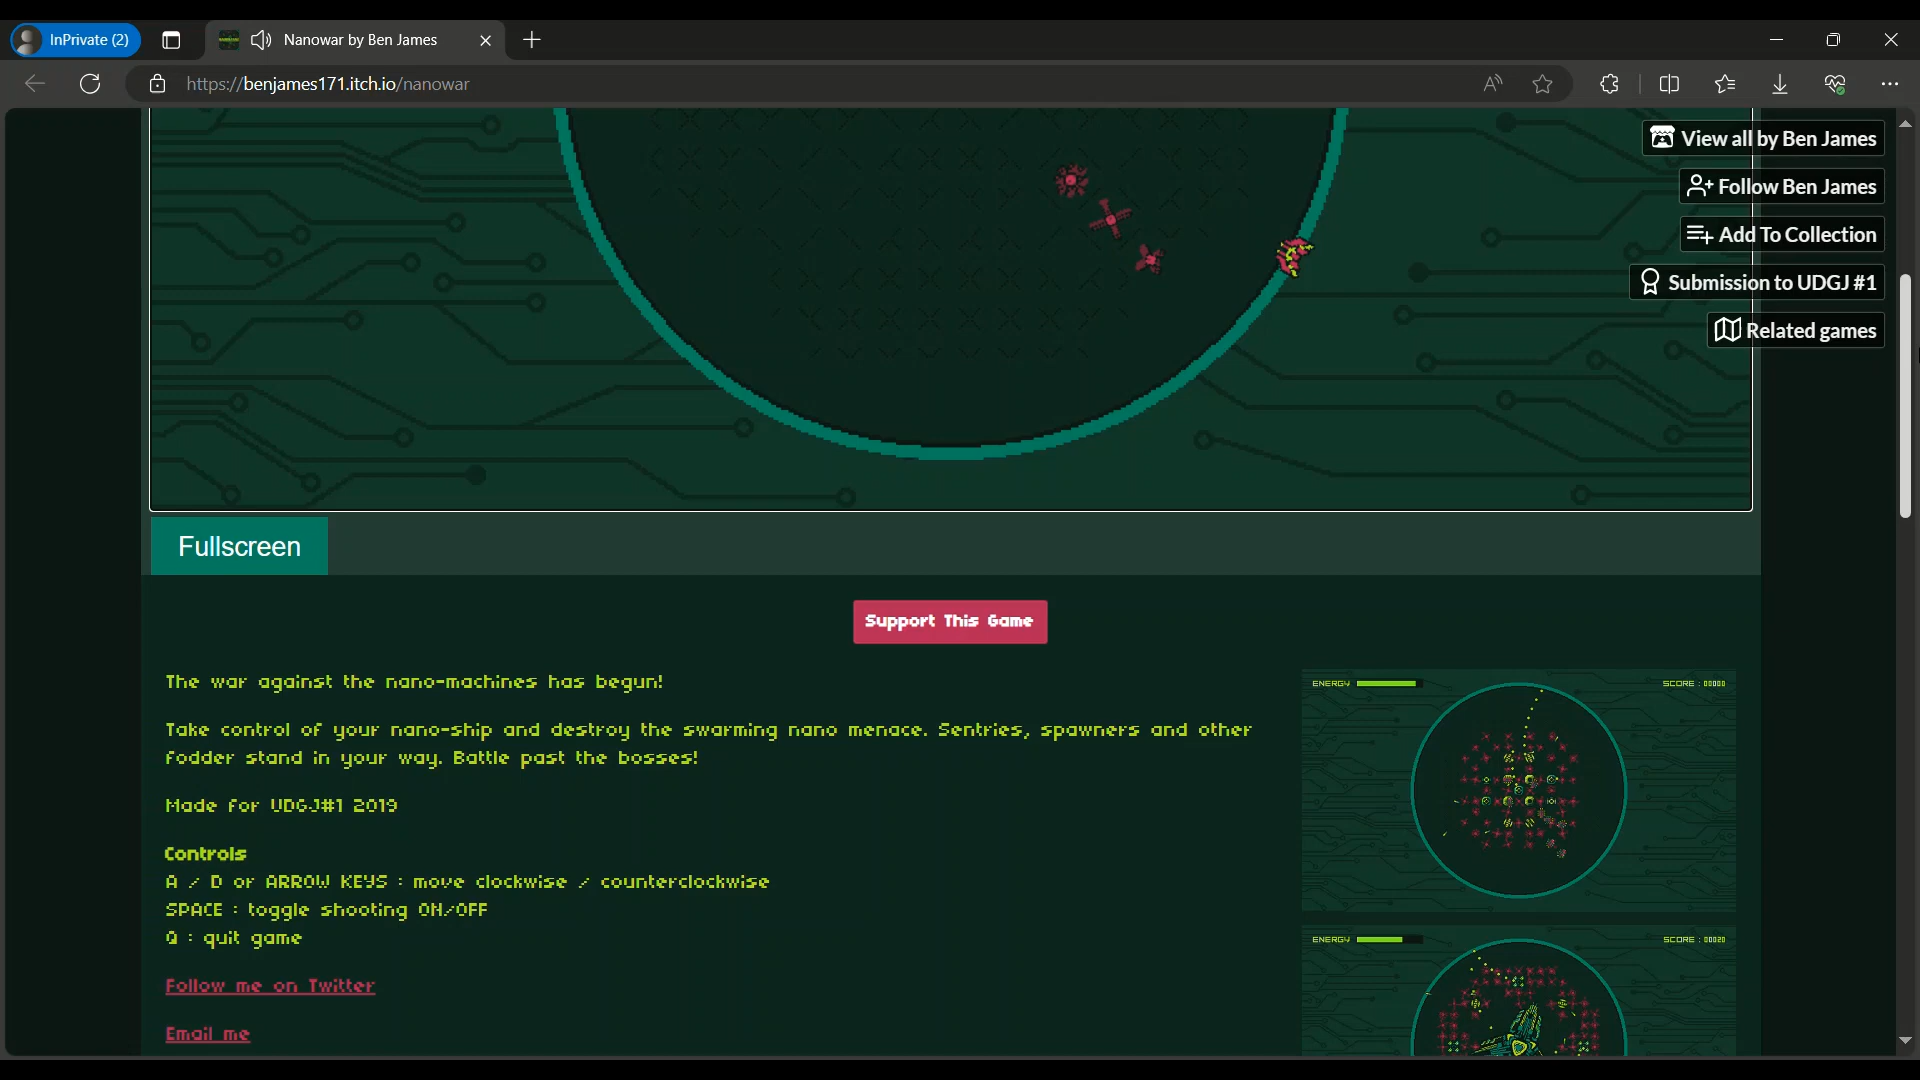 InPrivate (2)
Nanowar by Ben James
https://benjames171.itch.io/nanowar
View all by Ben James
Follow Ben James
Add To Collection
Submission to UDGJ #1
Related games
Fullscreen
Support This Game
The war against the nano-machines has begun!
Take control of your nano-ship and destroy the swarming nano menace. Sentries, spawners and other
fodder stand in your way. Battle past the bosses!
Made for UDGJ#1 2019
Controls
A / D or ARROW KEYS : move clockwise / counterclockwise
SPACE : toggle shooting ON/OFF
Q : quit game
Follow me on Twitter
Email me
ENERGY
SCORE : 00000
ENERGY
SCORE : 00020